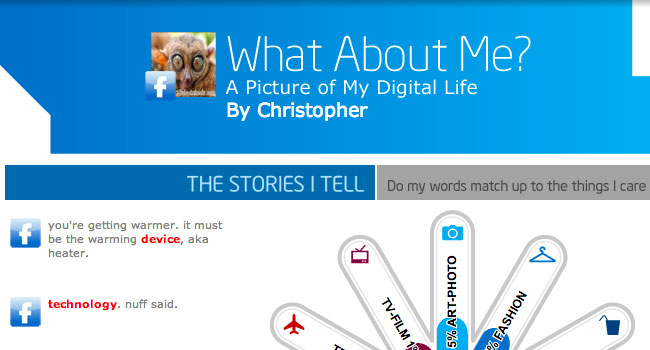 What About Me?
A Picture of My Digital Life
By Christopher
THE STORIES I TELL
Do my words match up to the things I care
you're getting warmer. it must
be the warming device, aka
heater.
technology. nuff said.
TV-FILM
5% ART-PHOTO
% FASHION